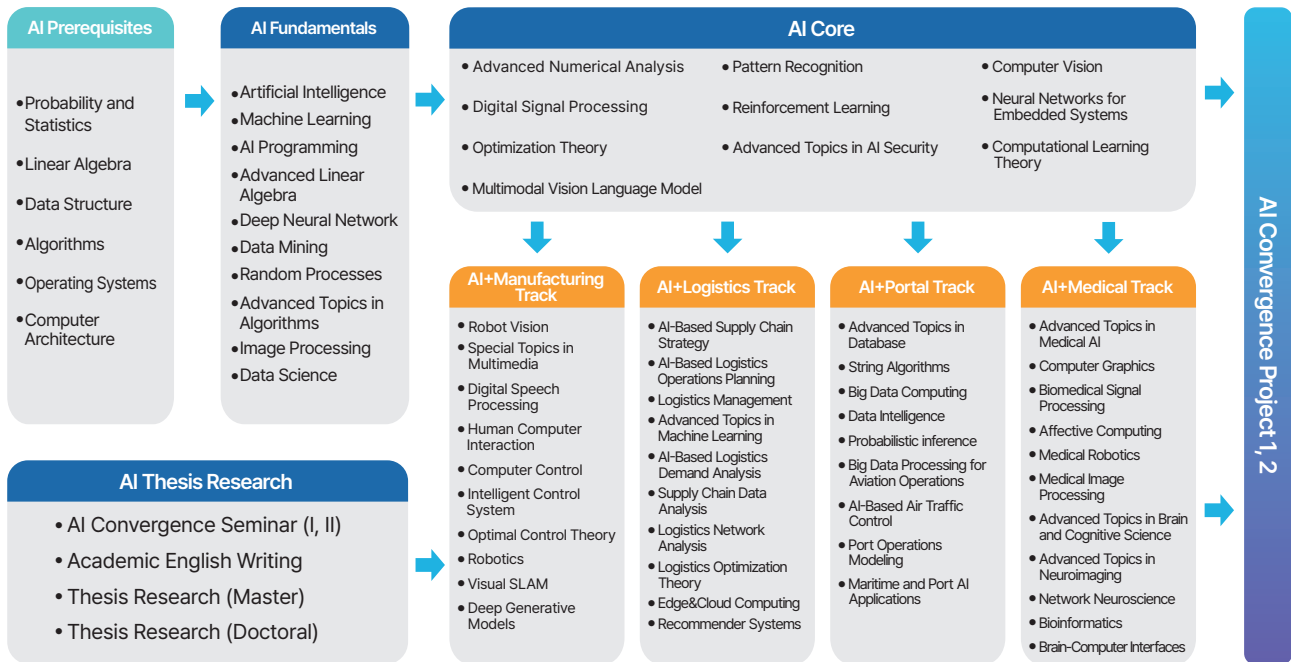 AI Prerequisites
•Probability and
Statistics
•Linear Algebra
•Data Structure
•Algorithms
•Operating Systems
•Computer
Architecture
AI Fundamentals
•Artificial Intelligence
•Machine Learning
•AI Programming
•Advanced Linear
Algebra
•Deep Neural Network
•Data Mining
•Random Processes
•Advanced Topics in
Algorithms
•Image Processing
•Data Science
AI Core
• Advanced Numerical Analysis
• Digital Signal Processing
• Optimization Theory
• Multimodal Vision Language Model
• Pattern Recognition
• Reinforcement Learning
• Advanced Topics in AI Security
• Computer Vision
• Neural Networks for
Embedded Systems
• Computational Learning
Theory
AI Thesis Research
• AI Convergence Seminar (I, II)
• Academic English Writing
• Thesis Research (Master)
• Thesis Research (Doctoral)
AI+Manufacturing
Track
• Robot Vision
• Special Topics in
Multimedia
• Digital Speech
Processing
• Human Computer
Interaction
• Computer Control
• Intelligent Control
System
• Optimal Control Theory
• Robotics
• Visual SLAM
• Deep Generative
Models
AI+Logistics Track
• AI-Based Supply Chain
Strategy
• AI-Based Logistics
Operations Planning
• Logistics Management
• Advanced Topics in
Machine Learning
• AI-Based Logistics
Demand Analysis
• Supply Chain Data
Analysis
• Logistics Network
Analysis
• Logistics Optimization
Theory
• Edge&Cloud Computing
• Recommender Systems
AI+Portal Track
• Advanced Topics in
Database
• String Algorithms
• Big Data Computing
• Data Intelligence
• Probabilistic inference
• Big Data Processing for
Aviation Operations
• AI-Based Air Traffic
Control
• Port Operations
Modeling
• Maritime and Port AI
Applications
AI+Medical Track
• Advanced Topics in
Medical AI
• Computer Graphics
• Biomedical Signal
Processing
• Affective Computing
• Medical Robotics
• Medical Image
Processing
• Advanced Topics in Brain
and Cognitive Science
• Advanced Topics in
Neuroimaging
• Network Neuroscience
• Bioinformatics
• Brain-Computer Interfaces
AI Convergence Project 1, 2